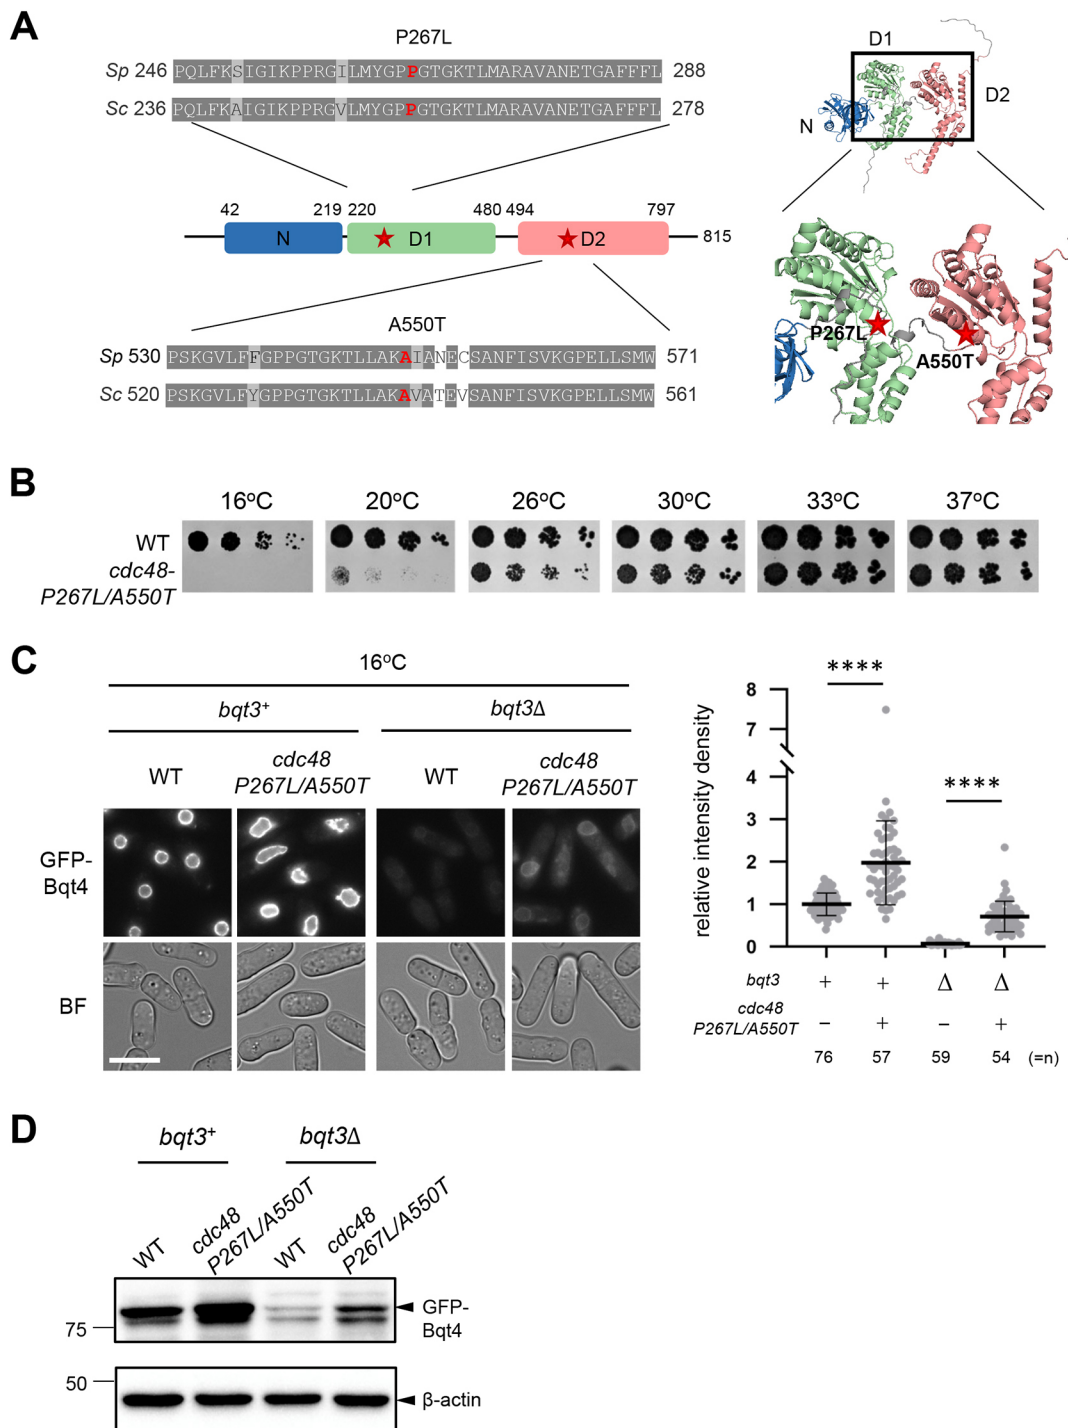 A
P267L
Sp 246 PQLFKSIGIKPPRGILMYGPPGTGKTLMARAVANETGAFFFL 288
Sc 236 PQLFKAIGIKPPRGVLMYGPPGTGKTLMARAVANETGAFFFL 278
42 219 220 480 494 797
N D1 D2 815
A550T
Sp 530 PSKGVLFFGPPGTGKTLLAKAIANECSANFISVKGPELLSMW 571
Sc 520 PSKGVLFYGPPGTGKTLLAKAVATEVSANFISVKGPELLSMW 561
D1
D2
N
P267L
A550T
B
16°C 20°C 26°C 30°C 33°C 37°C
WT
cdc48-
P267L/A550T
C
16°C
bqt3+ bqt3Δ
WT cdc48 P267L/A550T WT cdc48 P267L/A550T
GFP-
Bqt4
BF
relative intensity density
8
7
4
3
2
1
0
**** ****
bqt3 + + Δ Δ
cdc48
P267L/A550T − + − +
76 57 59 54 (=n)
D
bqt3+ bqt3Δ
WT cdc48 P267L/A550T WT cdc48 P267L/A550T
75
GFP-
Bqt4
50
β-actin